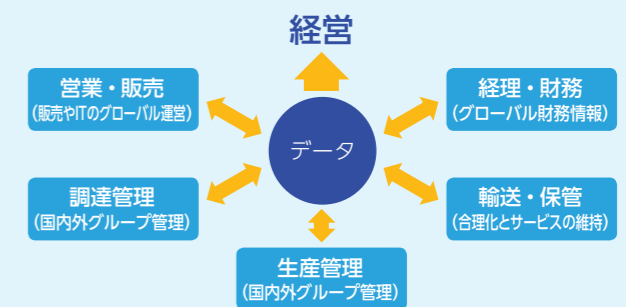 経営
営業・販売
(販売やITのグローバル運営)
経理・財務
(グローバル財務情報)
データ
調達管理
(国内外グループ管理)
輸送・保管
(合理化とサービスの維持)
生産管理
(国内外グループ管理)